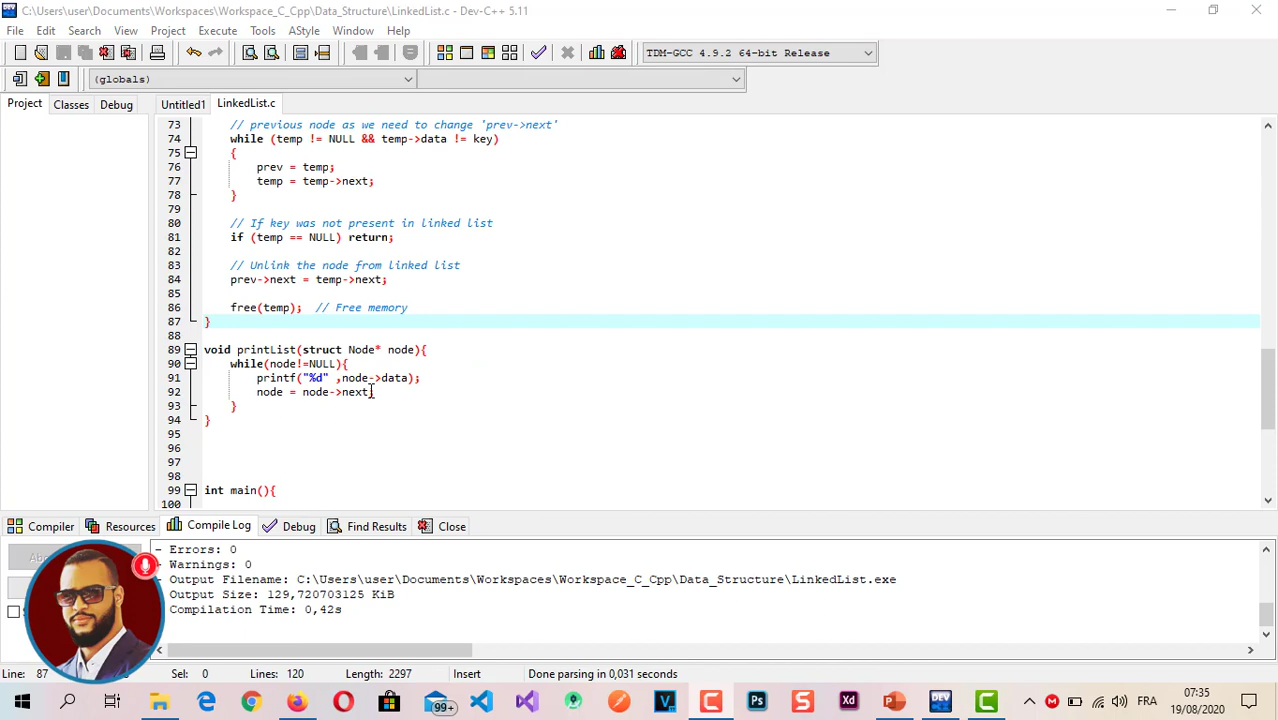 C:\Users\user\Documents\Workspaces\Workspace_C_Cpp\Data_Structure\LinkedList.c - Dev-C++ 5.11
File Edit Search View Project Execute Tools AStyle Window Help
TDM-GCC 4.9.2 64-bit Release
(globals)
Project Classes Debug Untitled1 LinkedList.c
73 // previous node as we need to change 'prev->next'
74 while (temp != NULL && temp->data != key)
75 {
76 prev = temp;
77 temp = temp->next;
78 }
79
80 // If key was not present in linked list
81 if (temp == NULL) return;
82
83 // Unlink the node from linked list
84 prev->next = temp->next;
85
86 free(temp);  // Free memory
87 }
88
89 void printList(struct Node* node){
90 while(node!=NULL){
91 printf("%d" ,node->data);
92 node = node->next;
93 }
94 }
95
96
97
98
99 int main(){
100
Compiler Resources Compile Log Debug Find Results Close
- Errors: 0
- Warnings: 0
- Output Filename: C:\Users\user\Documents\Workspaces\Workspace_C_Cpp\Data_Structure\LinkedList.exe
- Output Size: 129,720703125 KiB
- Compilation Time: 0,42s
Line: 87 Sel: 0 Lines: 120 Length: 2297 Insert Done parsing in 0,031 seconds
99+ FRA 07:35
19/08/2020